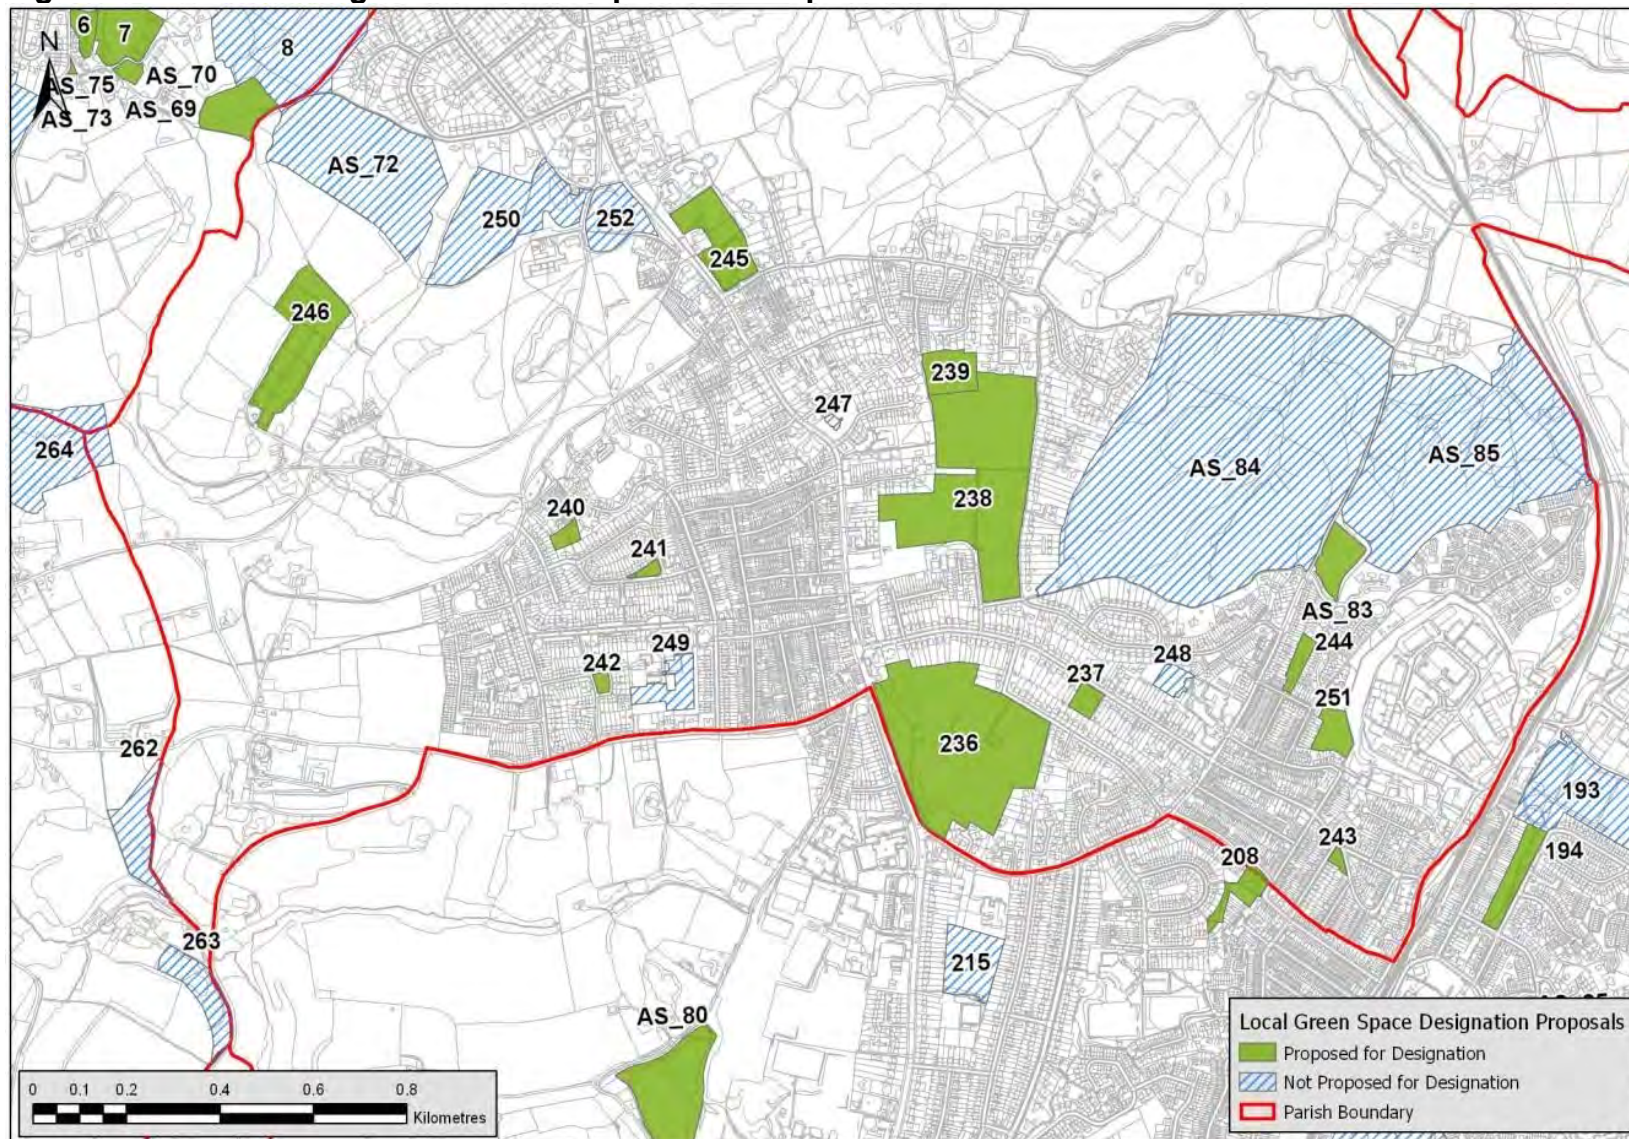 6
7
8
N
AS_70
AS_75
AS_69
AS_73
AS_72
250
252
245
246
239
247
264
AS_84
AS_85
238
240
241
AS_83
244
249
248
242
237
251
236
262
193
243
194
208
263
215
AS_80
Local Green Space Designation Proposals
Proposed for Designation
Not Proposed for Designation
Parish Boundary
0 0.1 0.2 0.4 0.6 0.8
Kilometres